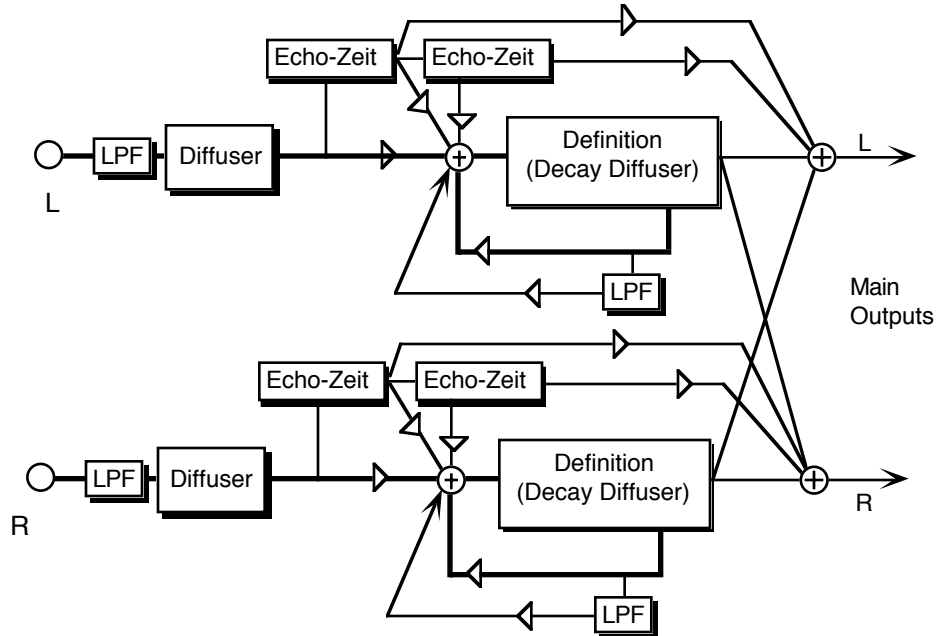 Echo-Zeit
Echo-Zeit
LPF
Diffuser
Definition
(Decay Diffuser)
L
+
+
L
LPF
Main
Outputs
Echo-Zeit
Echo-Zeit
LPF
Diffuser
Definition
(Decay Diffuser)
+
+
R
R
LPF